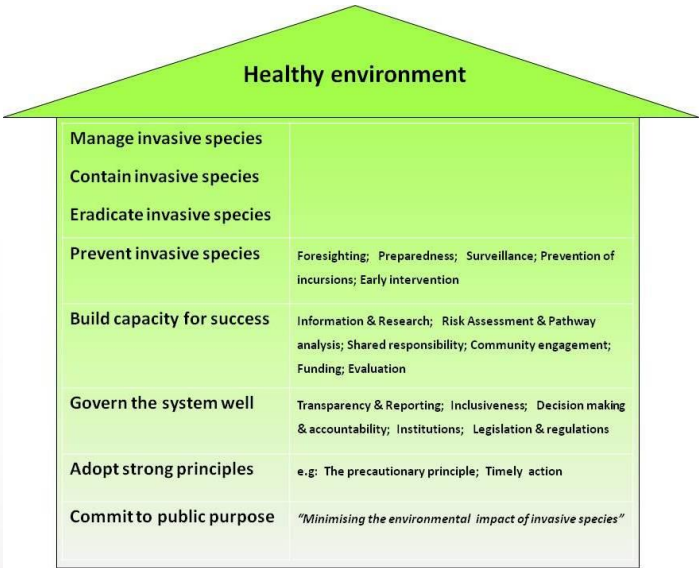 Healthy environment
Manage invasive species
Contain invasive species
Eradicate invasive species
Prevent invasive species
Foresighting; Preparedness; Surveillance; Prevention of
incursions; Early intervention
Build capacity for success
Information & Research; Risk Assessment & Pathway
analysis; Shared responsibility; Community engagement;
Funding; Evaluation
Govern the system well
Transparency & Reporting; Inclusiveness; Decision making
& accountability; Institutions; Legislation & regulations
Adopt strong principles
e.g: The precautionary principle; Timely action
Commit to public purpose
“Minimising the environmental impact of invasive species”